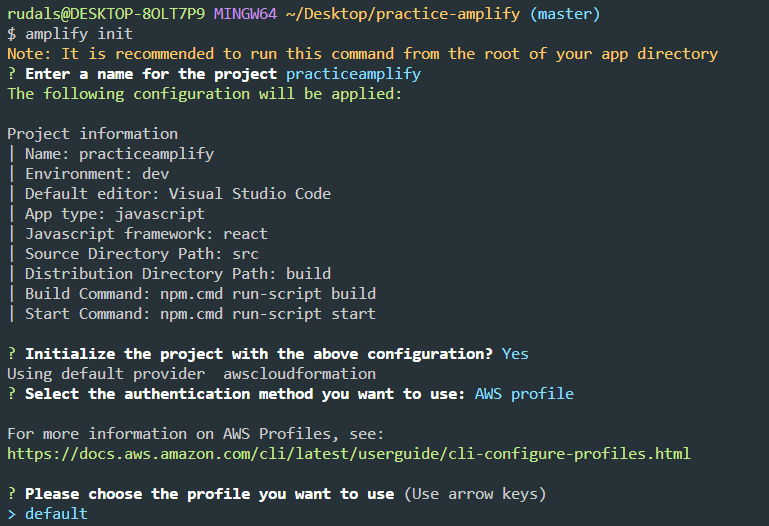 rudals@DESKTOP-8OLT7P9 MINGW64 ~/Desktop/practice-amplify (master)
$ amplify init
Note: It is recommended to run this command from the root of your app directory
? Enter a name for the project practiceamplify
The following configuration will be applied:
Project information
| Name: practiceamplify
| Environment: dev
| Default editor: Visual Studio Code
| App type: javascript
| Javascript framework: react
| Source Directory Path: src
| Distribution Directory Path: build
| Build Command: npm.cmd run-script build
| Start Command: npm.cmd run-script start
? Initialize the project with the above configuration? Yes
Using default provider  awscloudformation
? Select the authentication method you want to use: AWS profile
For more information on AWS Profiles, see:
https://docs.aws.amazon.com/cli/latest/userguide/cli-configure-profiles.html
? Please choose the profile you want to use (Use arrow keys)
> default